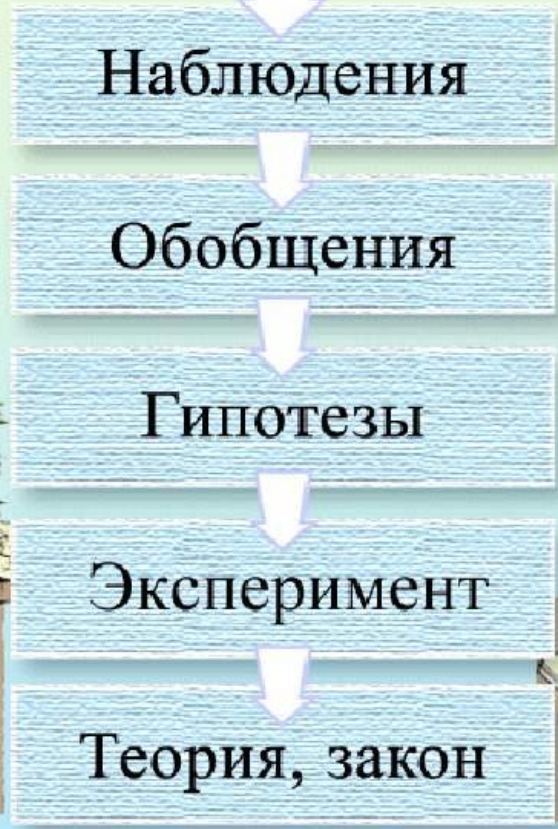 Наблюдения
Обобщения
Гипотезы
Эксперимент
Теория, закон